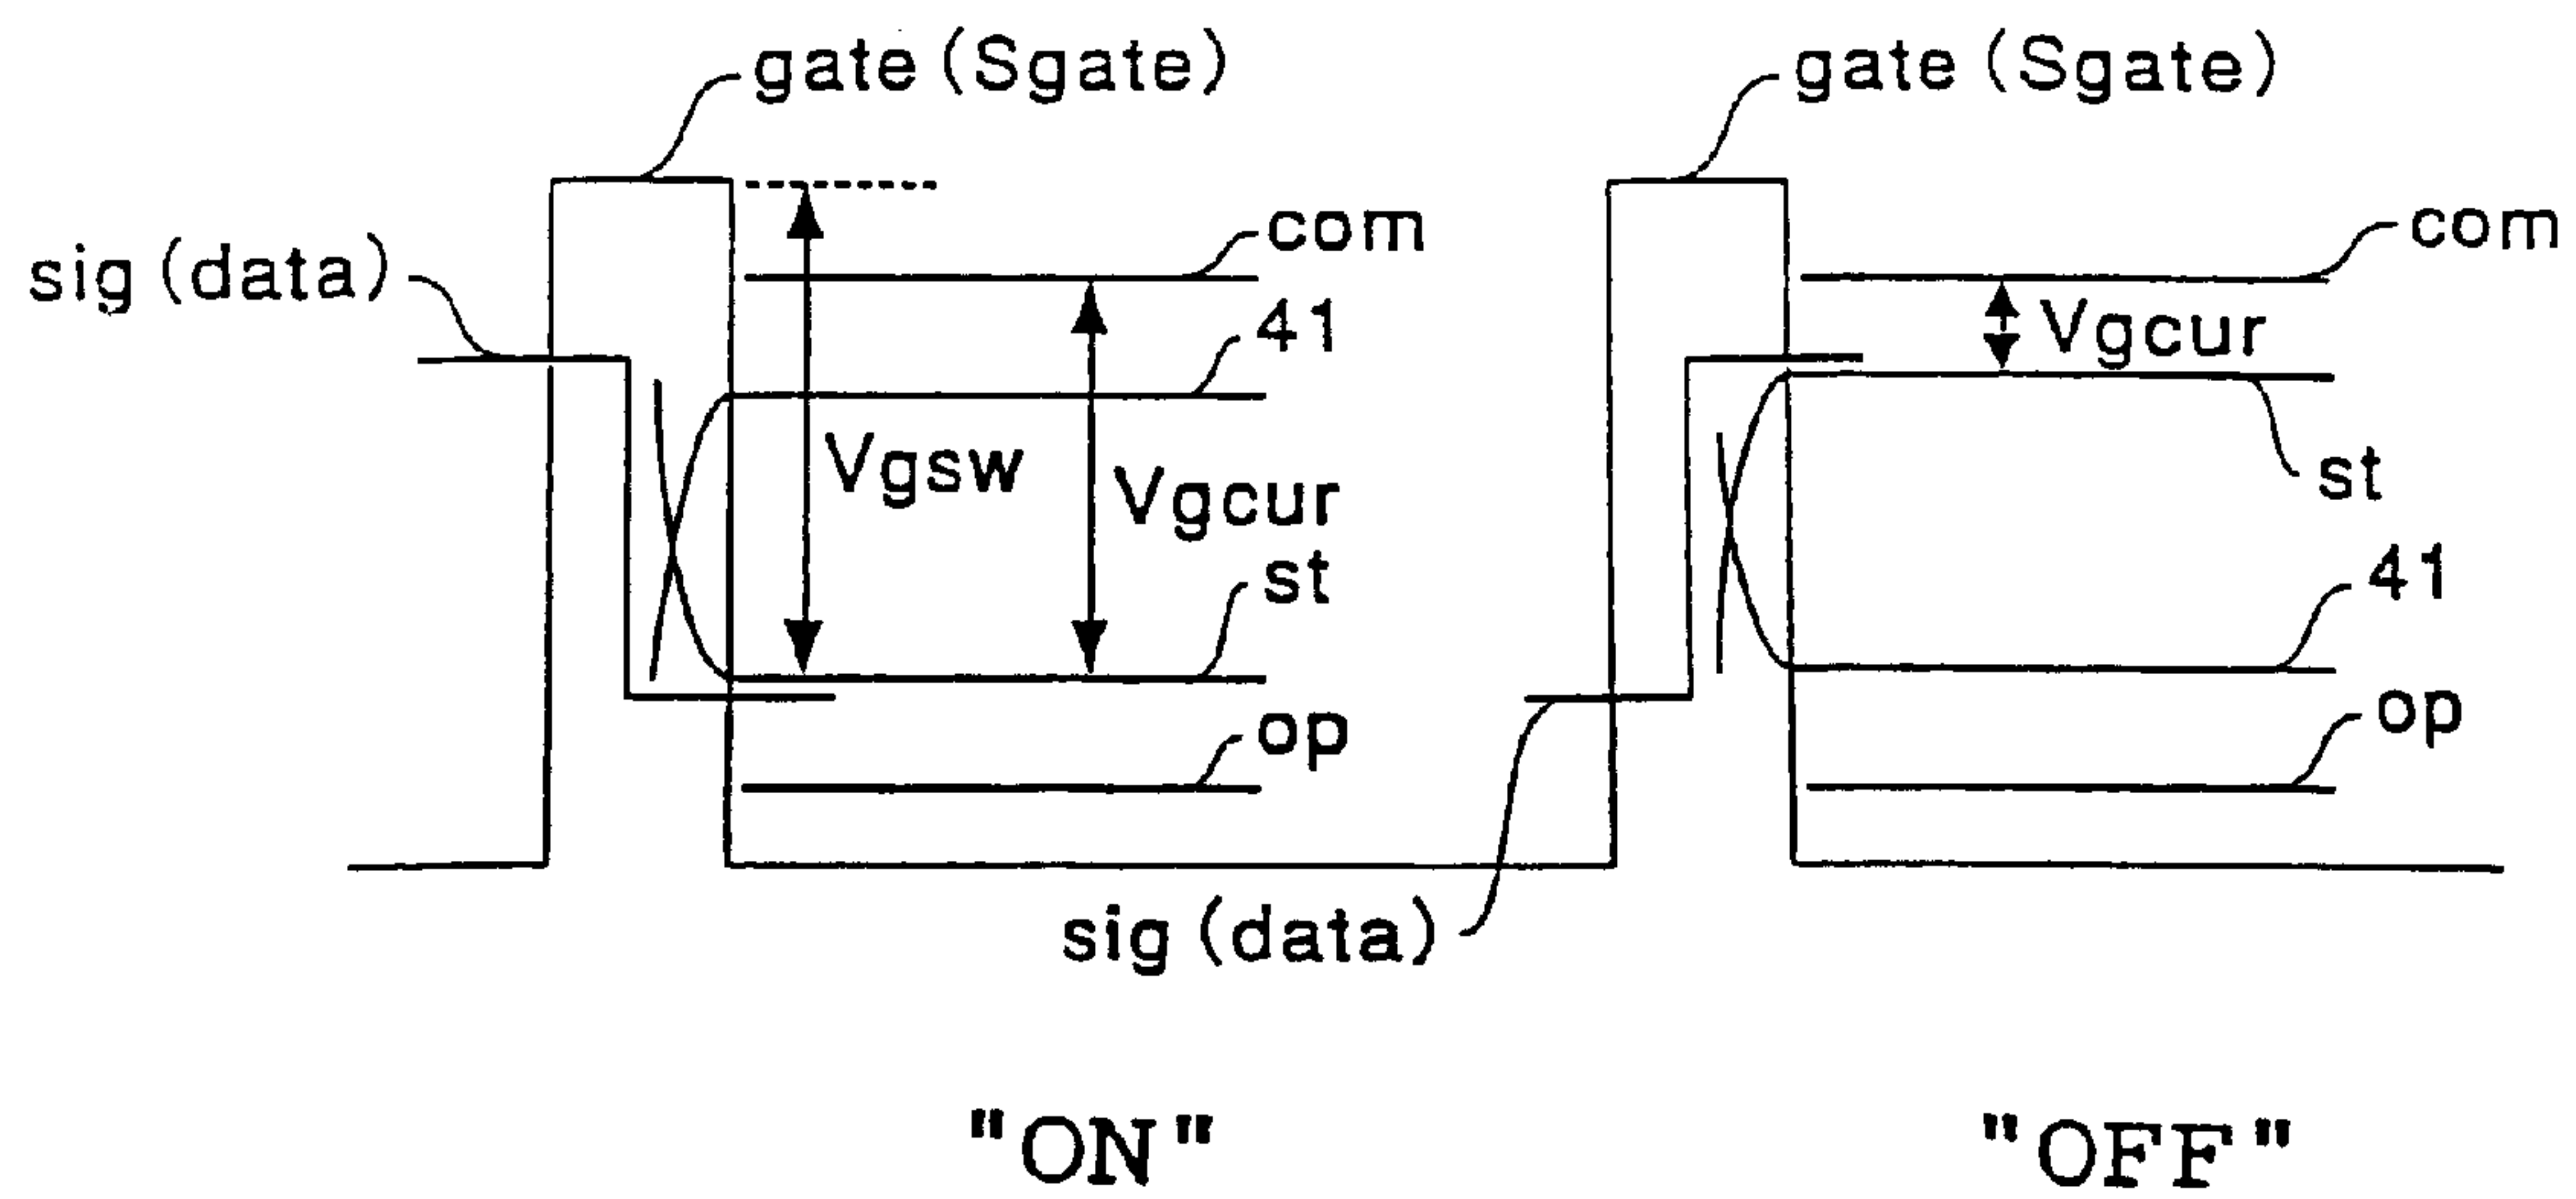 gate (Sgate)
sig (data)
com
41
Vgsw
Vgcur
st
op
"ON"
gate (Sgate)
com
Vgcur
st
41
op
sig (data)
"OFF"